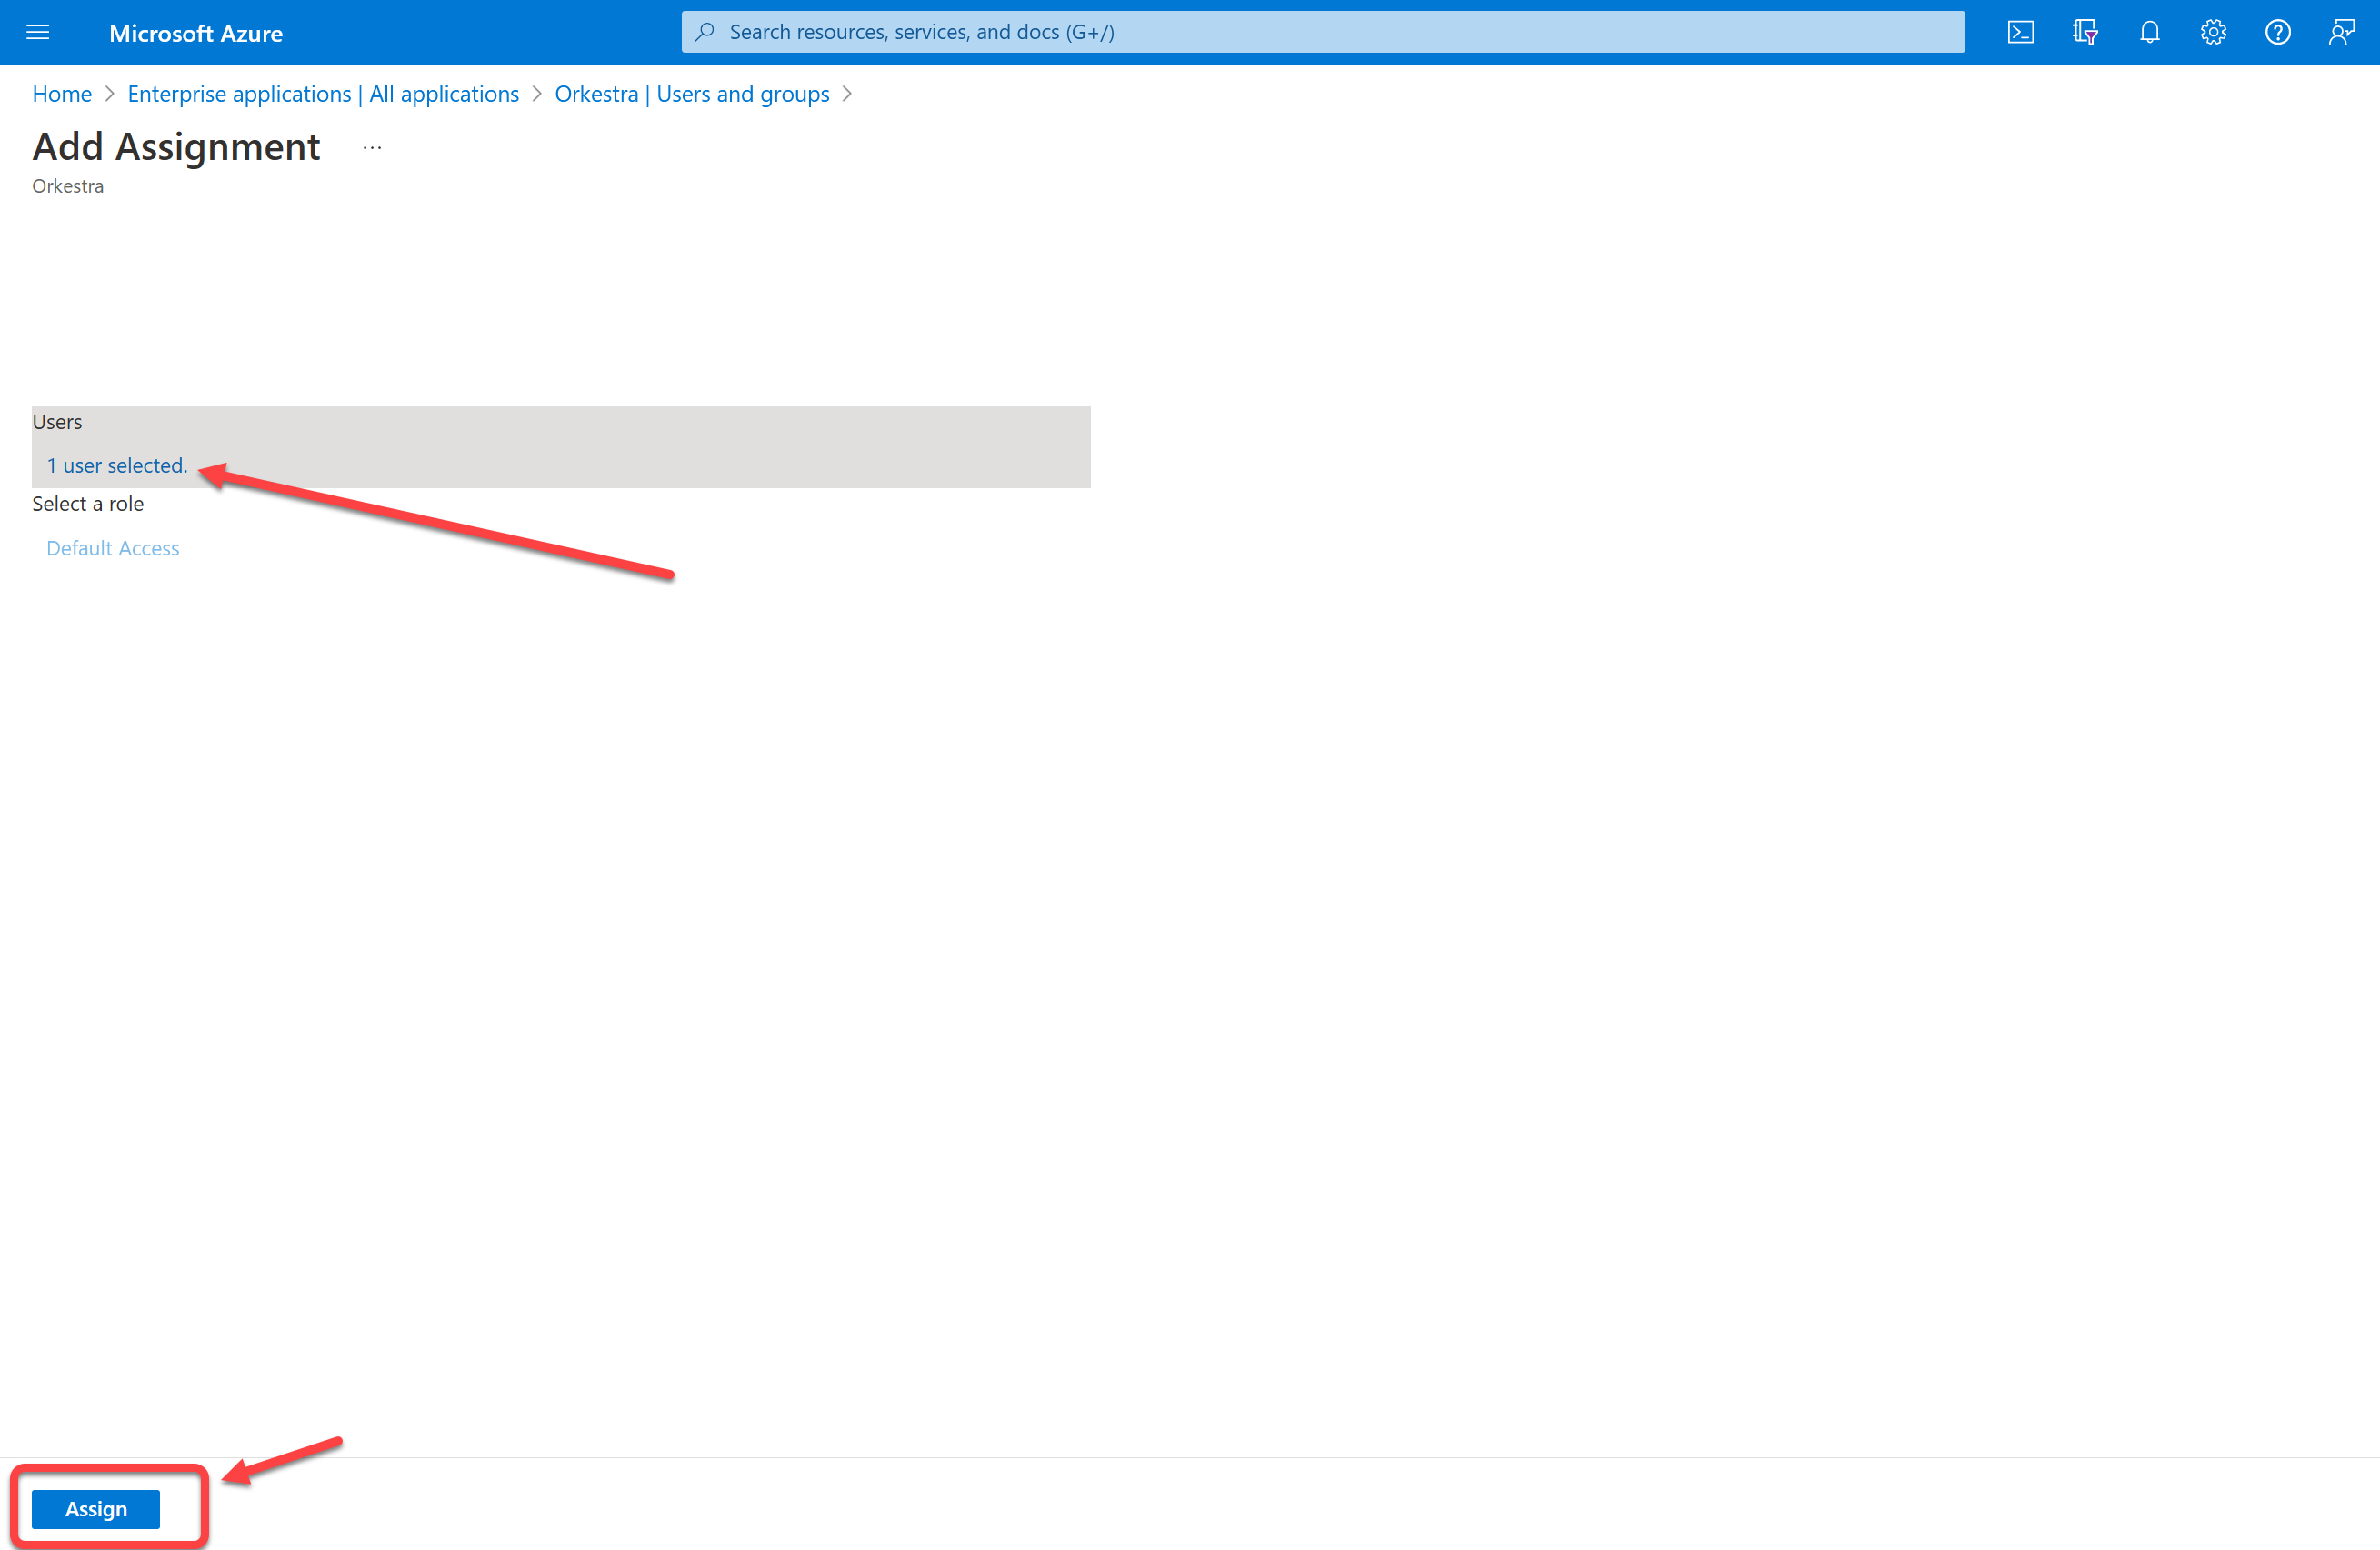 Microsoft Azure
Search resources, services, and docs (G+/)
Home > Enterprise applications | All applications > Orkestra | Users and groups >
Add Assignment ...
Orkestra
Users
1 user selected.
Select a role
Default Access
Assign